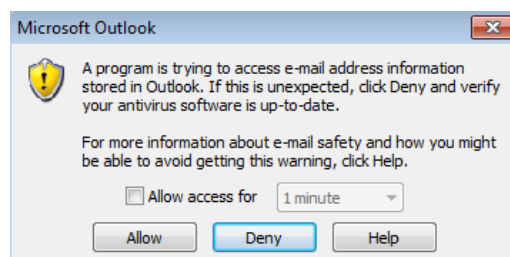 Microsoft Outlook
A program is trying to access e-mail address information
stored in Outlook. If this is unexpected, click Deny and verify
your antivirus software is up-to-date.
For more information about e-mail safety and how you might
be able to avoid getting this warning, click Help.
Allow access for 1 minute
Allow Deny Help